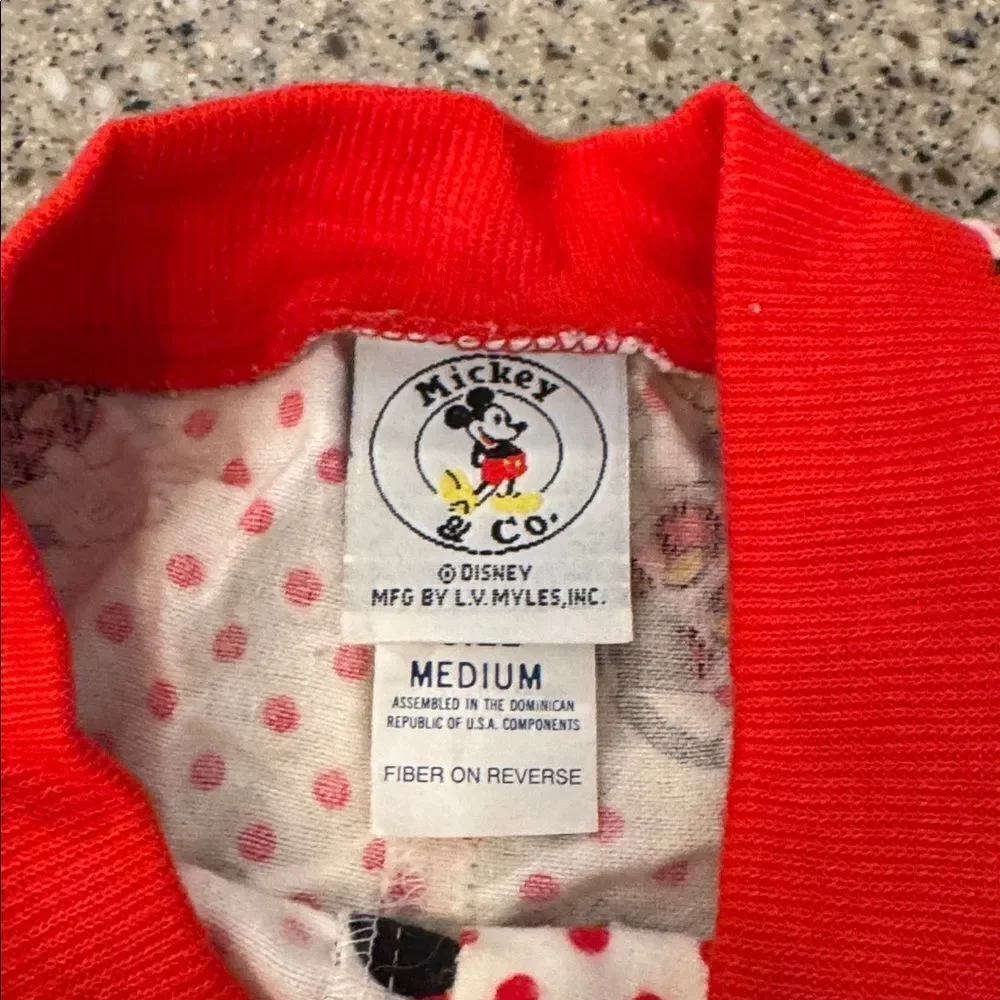 Mickey
& Co.
© DISNEY
MFG BY L.V. MYLES, INC.
MEDIUM
ASSEMBLED IN THE DOMINICAN
REPUBLIC OF U.S.A. COMPONENTS
FIBER ON REVERSE